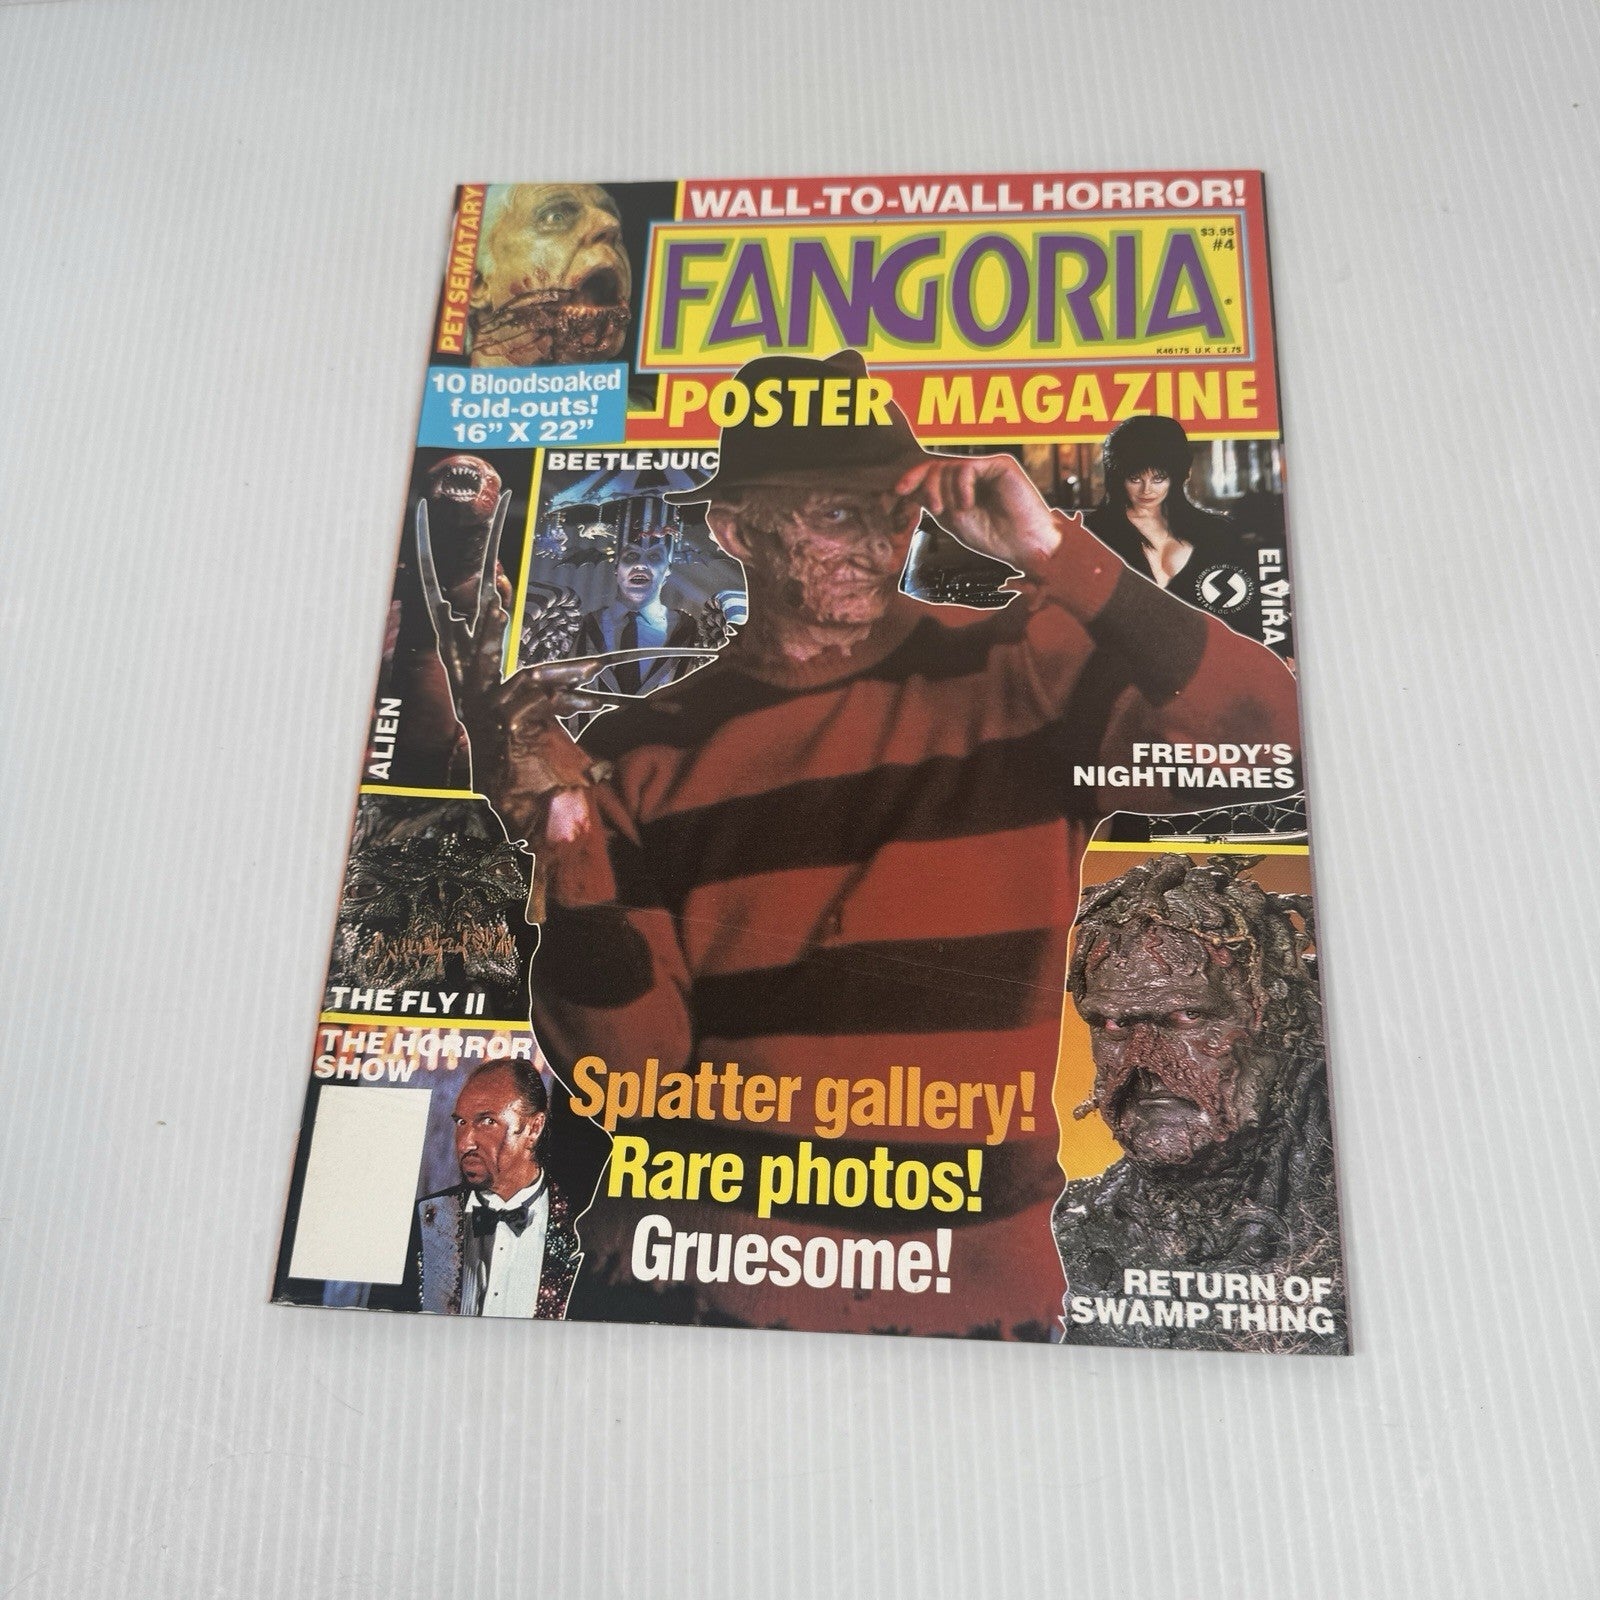 WALL-TO-WALL HORROR!
PET SEMATARY
$3.95
#4
FANGORIA
K46175 U.K £2.75
10 Bloodsoaked
fold-outs!
16" X 22"
POSTER MAGAZINE
BEETLEJUIC
ELVIRA
ALIEN
FREDDY'S
NIGHTMARES
THE FLY II
THE HORROR
SHOW
Splatter gallery!
Rare photos!
Gruesome!
RETURN OF
SWAMP THING